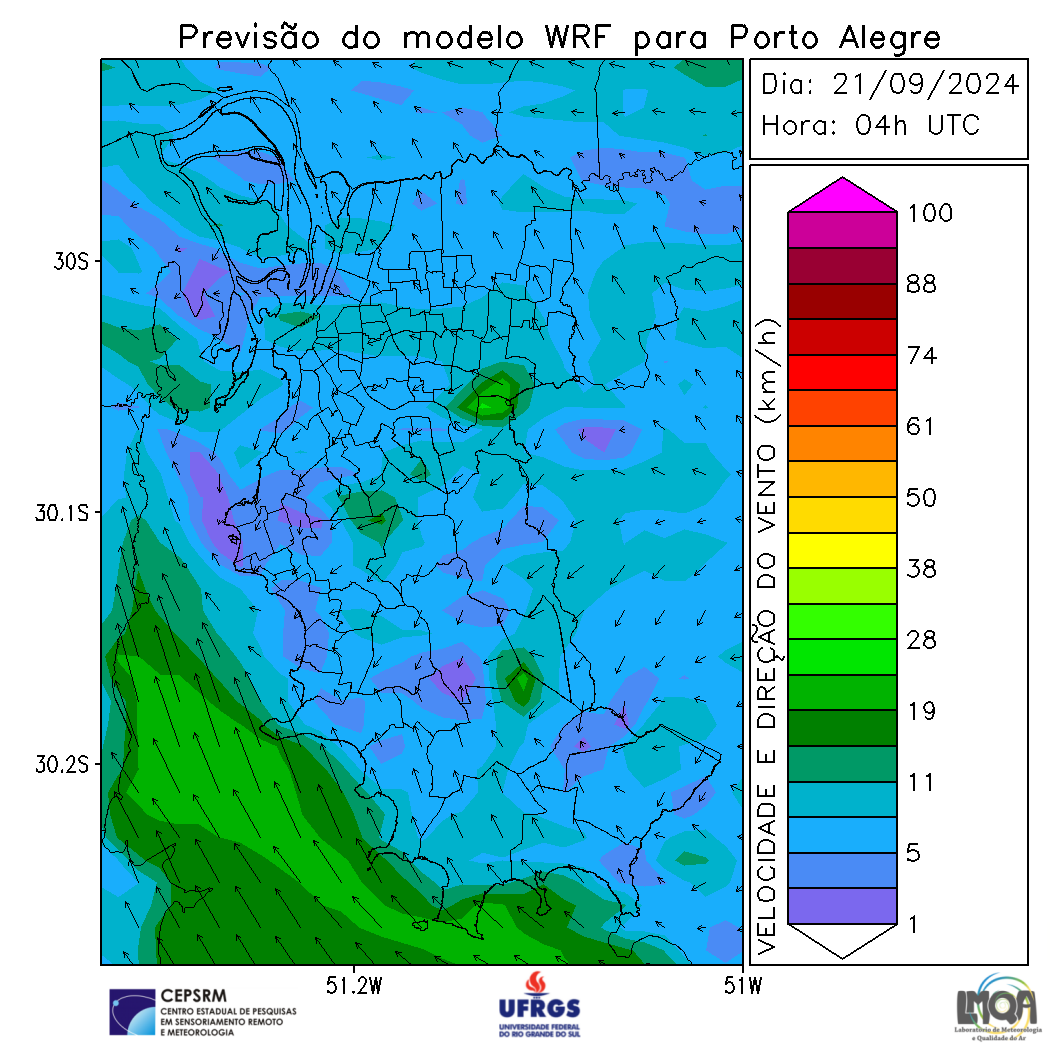 Previsão do modelo WRF para Porto Alegre
Dia: 21/09/2024
Hora: 04h UTC
30S
30.1S
30.2S
51.2W
51W
VELOCIDADE E DIREÇÃO DO VENTO (km/h)
100
88
74
61
50
38
28
19
11
5
1
CEPSRM
CENTRO ESTADUAL DE PESQUISAS
EM SENSORIAMENTO REMOTO
E METEOROLOGIA
UFRGS
UNIVERSIDADE FEDERAL
DO RIO GRANDE DO SUL
LMQA
Laboratório de Meteorologia
e Qualidade do Ar